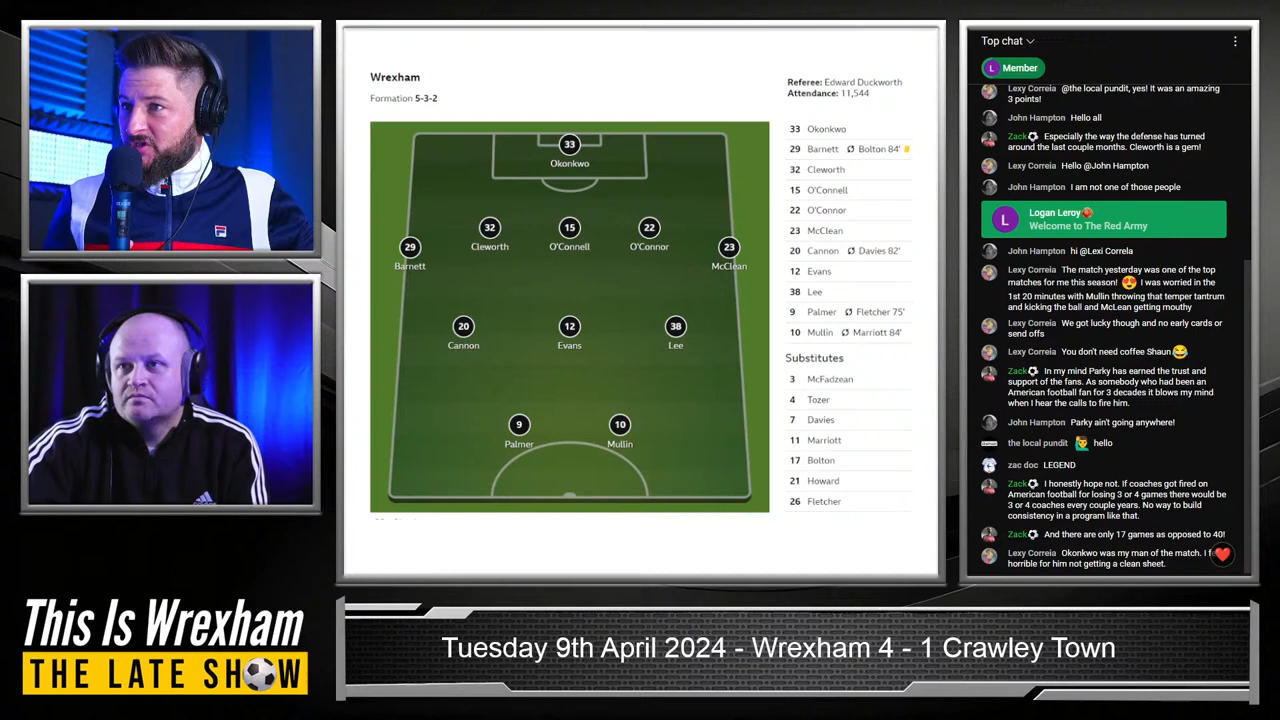 Wrexham
Formation 5-3-2
Referee: Edward Duckworth
Attendance: 11,544
33
Okonkwo
32
Cleworth
15
O'Connell
22
O'Connor
29
Barnett
23
McClean
20
Cannon
12
Evans
38
Lee
9
Palmer
10
Mullin
33 Okonkwo
29 Barnett Bolton 84'
32 Cleworth
15 O'Connell
22 O'Connor
23 McClean
20 Cannon Davies 82'
12 Evans
38 Lee
9 Palmer Fletcher 75'
10 Mullin Marriott 84'
Substitutes
3 McFadzean
4 Tozer
7 Davies
11 Marriott
17 Bolton
21 Howard
26 Fletcher
Top chat
L Member
Lexy Correia @the local pundit, yes! It was an amazing
3 points!
John Hampton Hello all
Zack⚽ Especially the way the defense has turned
around the last couple months. Cleworth is a gem!
Lexy Correia Hello @John Hampton
John Hampton I am not one of those people
L
Logan Leroy
Welcome to The Red Army
John Hampton hi @Lexi Correla
Lexy Correia The match yesterday was one of the top
matches for me this season! 😍 I was worried in the
1st 20 minutes with Mullin throwing that temper tantrum
and kicking the ball and McLean getting mouthy
Lexy Correia We got lucky though and no early cards or
send offs
Lexy Correia You don't need coffee Shaun😂
Zack⚽ In my mind Parky has earned the trust and
support of the fans. As somebody who had been an
American football fan for 3 decades it blows my mind
when I hear the calls to fire him.
John Hampton Parky ain't going anywhere!
the local pundit 🙋‍♂️ hello
zac doc LEGEND
Zack⚽ I honestly hope not. If coaches got fired on
American football for losing 3 or 4 games there would be
3 or 4 coaches every couple years. No way to build
consistency in a program like that.
Zack⚽ And there are only 17 games as opposed to 40!
Lexy Correia Okonkwo was my man of the match. I
horrible for him not getting a clean sheet.
This Is Wrexham
THE LATE SHOW
Tuesday 9th April 2024 - Wrexham 4 - 1 Crawley Town